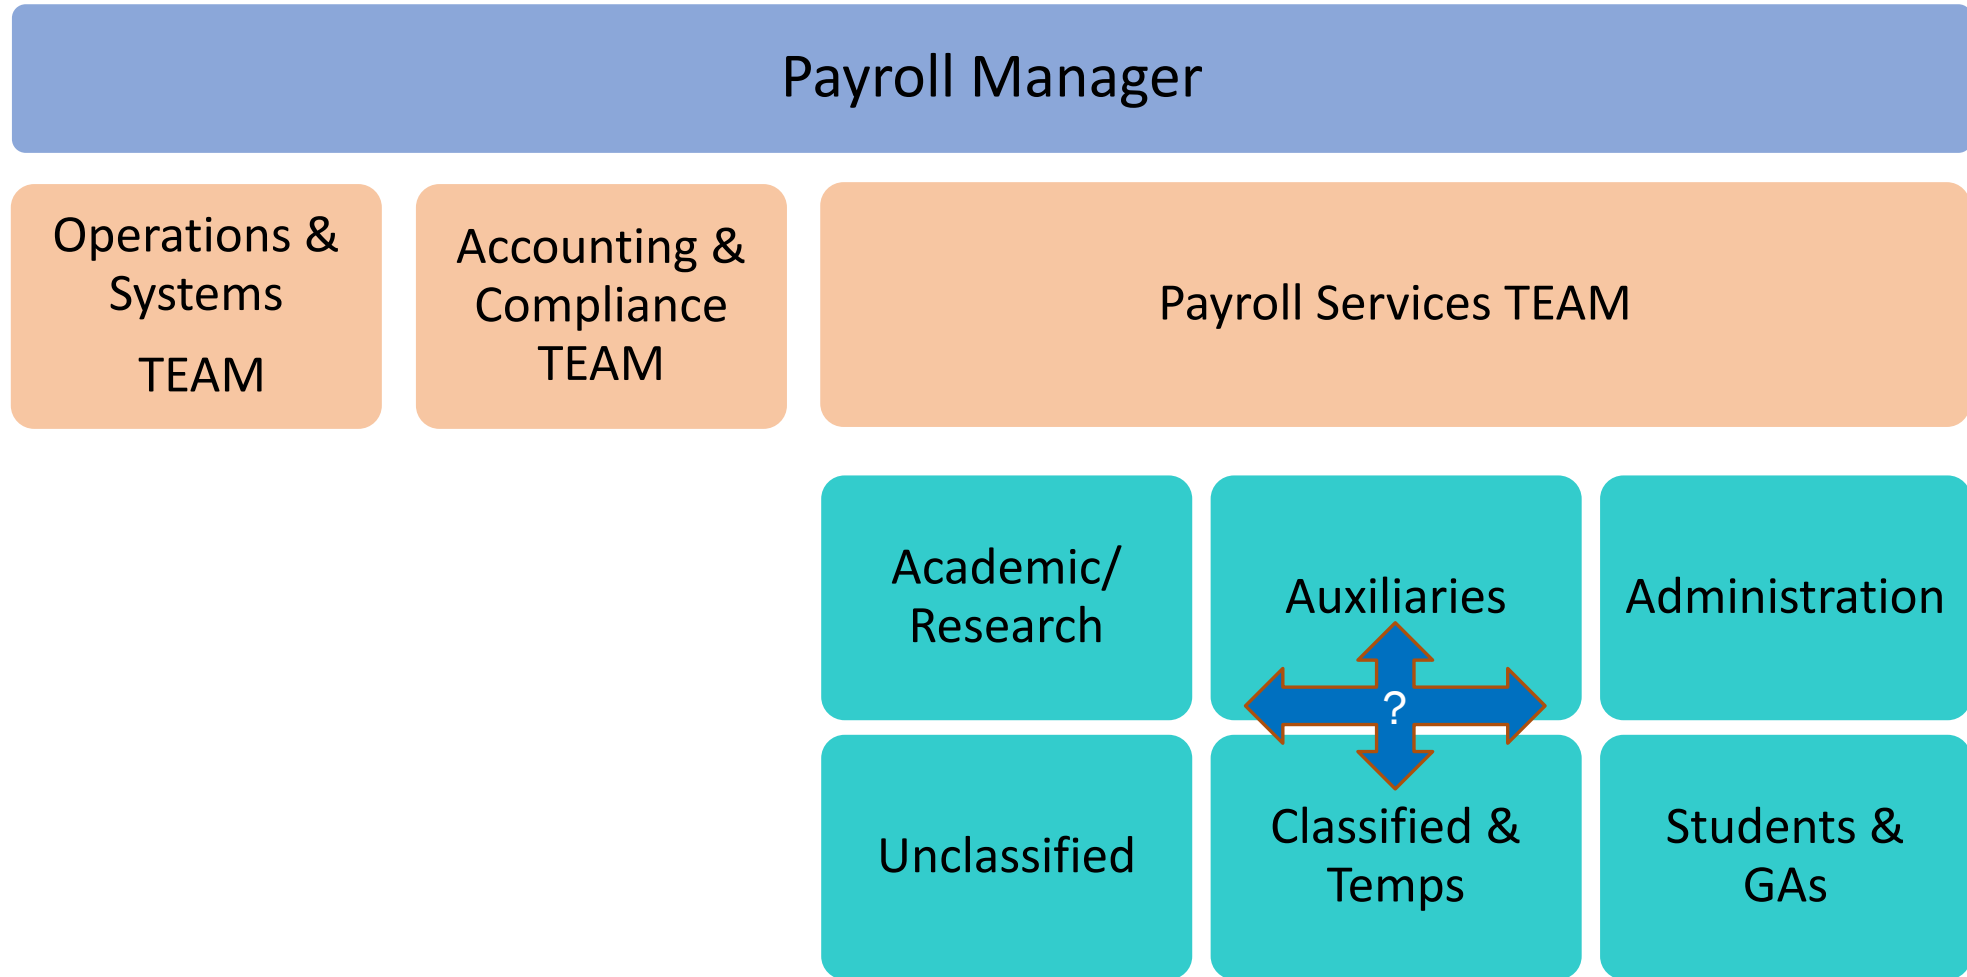 Payroll Manager
Operations &
Systems
TEAM
Accounting &
Compliance
TEAM
Payroll Services TEAM
Academic/
Research
Auxiliaries
Administration
?
Unclassified
Classified &
Temps
Students &
GAs